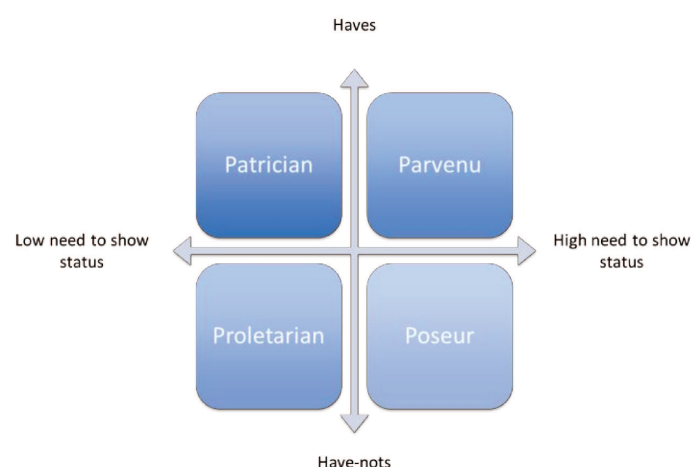 Haves
Patrician
Parvenu
Low need to show
status
High need to show
status
Proletarian
Poseur
Have-nots